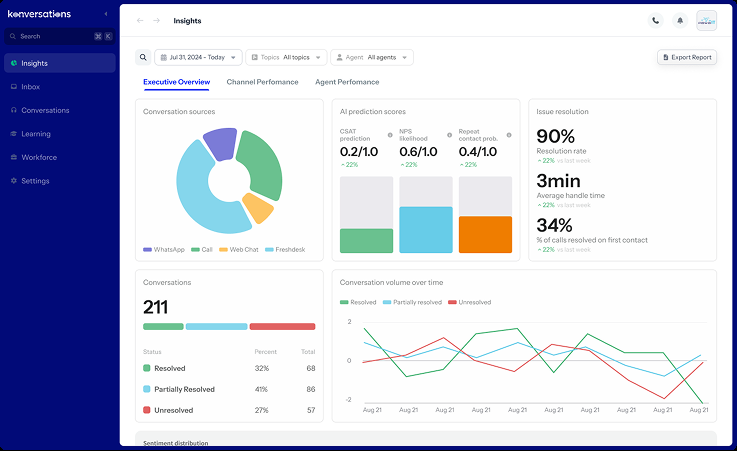 konversations
Search ⌘ K
Insights
Inbox
Conversations
Learning
Workforce
Settings
Insights
Jul 31, 2024 - Today
Topics All topics
Agent All agents
Export Report
Executive Overview
Channel Perfomance
Agent Perfomance
Conversation sources
WhatsApp
Call
Web Chat
Freshdesk
AI prediction scores
CSAT
prediction
0.2/1.0
22%
NPS
likelihood
0.6/1.0
22%
Repeat
contact prob.
0.4/1.0
22%
Issue resolution
90%
Resolution rate
22% vs last week
3min
Average handle time
22% vs last week
34%
% of calls resolved on first contact
22% vs last week
Conversations
211
Status Percent Total
Resolved 32% 68
Partially Resolved 41% 86
Unresolved 27% 57
Conversation volume over time
Resolved Partially resolved Unresolved
2
0
-2
Aug 21 Aug 21 Aug 21 Aug 21 Aug 21 Aug 21 Aug 21 Aug 21 Aug 21 Aug 21
Sentiment distribution